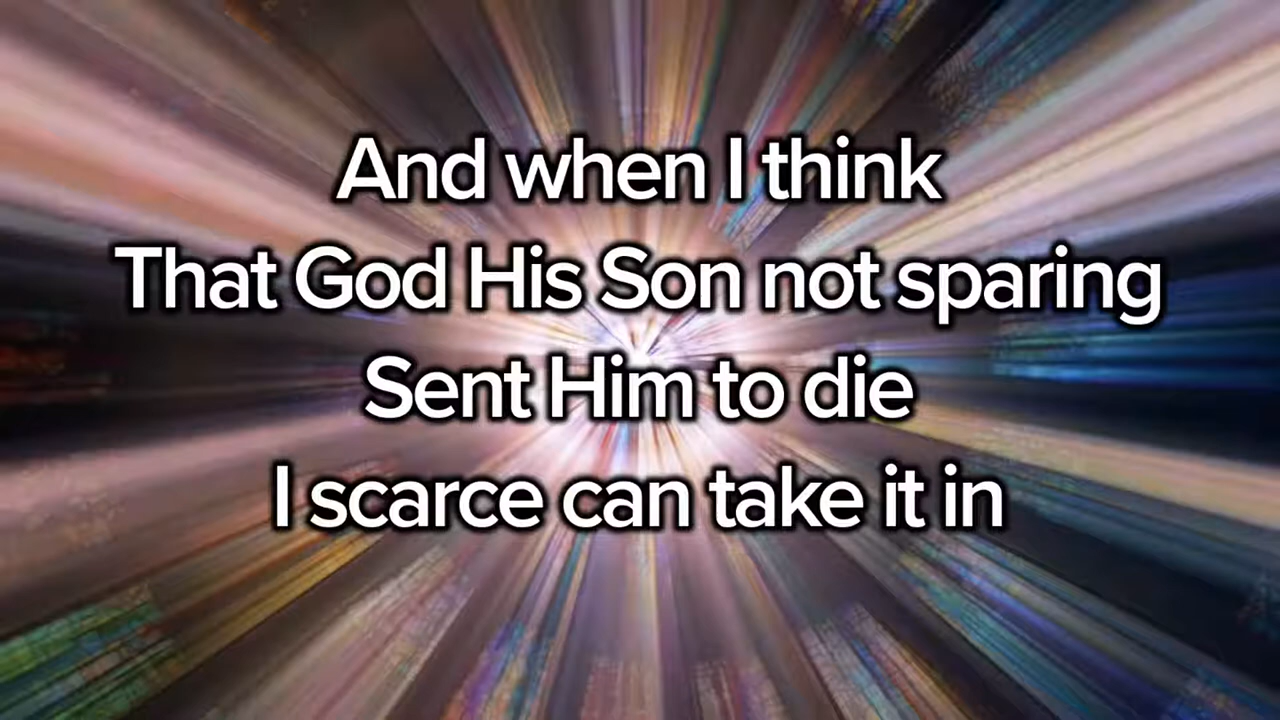 And when I think
That God His Son not sparing
Sent Him to die
I scarce can take it in